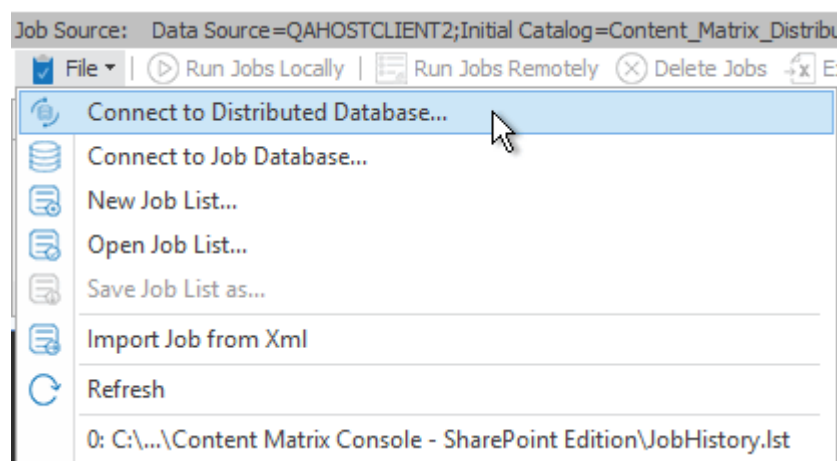 Job Source: Data Source=QAHOSTCLIENT2;Initial Catalog=Content_Matrix_Distribu
File Run Jobs Locally Run Jobs Remotely Delete Jobs
Connect to Distributed Database...
Connect to Job Database...
New Job List...
Open Job List...
Save Job List as...
Import Job from Xml
Refresh
0: C:\...\Content Matrix Console - SharePoint Edition\JobHistory.lst